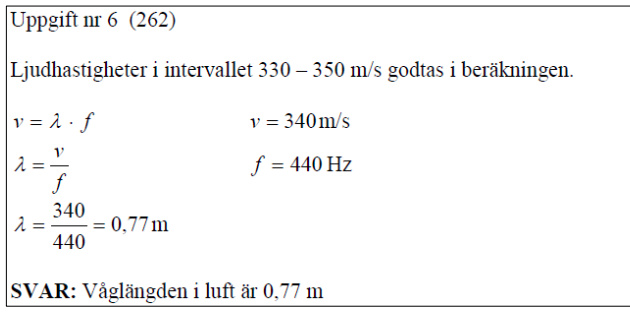 Uppgift nr 6 (262)
Ljudhastigheter i intervallet 330 – 350 m/s godtas i beräkningen.
v = λ · f v = 340 m/s
λ = v/f f = 440 Hz
λ = 340/440 = 0,77 m
SVAR: Våglängden i luft är 0,77 m